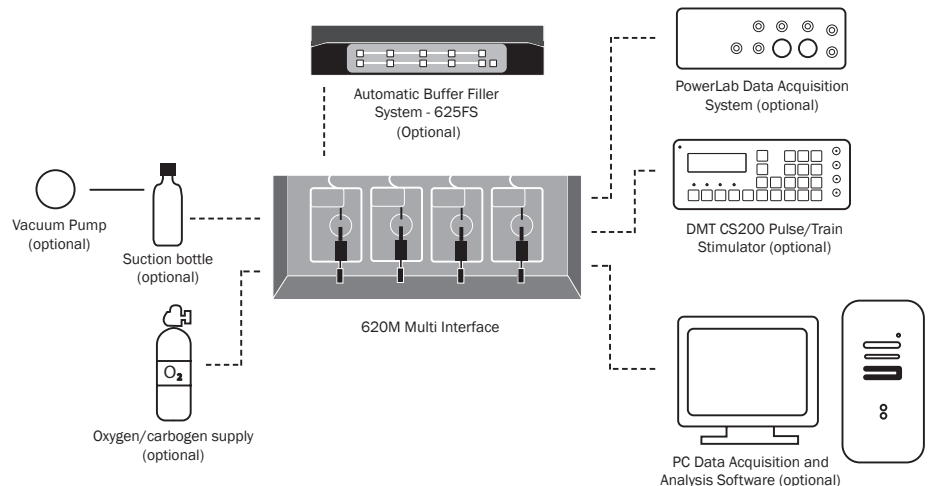 Automatic Buffer Filler
System - 625FS
(Optional)
PowerLab Data Acquisition
System (optional)
Vacuum Pump
(optional)
Suction bottle
(optional)
DMT CS200 Pulse/Train
Stimulator (optional)
620M Multi Interface
O₂
Oxygen/carbogen supply
(optional)
PC Data Acquisition and
Analysis Software (optional)